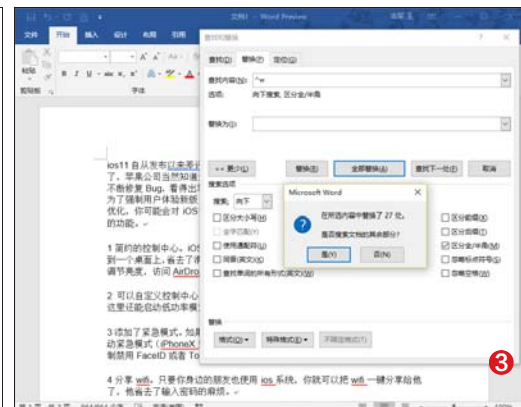 文档1 - Word Preview
文件 开始 插入 设计 布局 引用
查找和替换
粘贴
剪贴板
字体
查找(D) 替换(P) 定位(G)
查找内容(N): ^w
选项: 向下搜索, 区分全/半角
替换为(I):
<< 更少(L) 替换(R) 全部替换(A) 查找下一处(F) 取消
搜索选项
搜索: 向下
区分大小写(H)
全字匹配(Y)
使用通配符(U)
同音(英文)(K)
查找单词的所有形式(英文)(W)
区分前缀(X)
区分后缀(T)
区分全/半角(M)
忽略标点符号(S)
忽略空格(W)
Microsoft Word
在所选内容中替换了 27 处。
是否搜索文档的其余部分?
是(Y) 否(N)
替换
格式(O) 特殊格式(E) 不限定格式(T)
ios11 自从发布以来
了，苹果公司当然知道
不断修复 Bug，看得出
为了强制用户体验新版
优化，你可能会对 iOS
的功能。
1 简约的控制中心。iOS
到一个桌面上，省去了
调节亮度，访问 AirDro
2 可以自定义控制中心
这里还能启动低功率模
3 添加了紧急模式，如果
动紧急模式（iPhoneX
制禁用 FaceID 或者 To
4 分享 wifi。只要你身边的朋友也使用 ios 系统，你就可以把 wifi 一键分享给他
了，他省去了输入密码的麻烦。
3